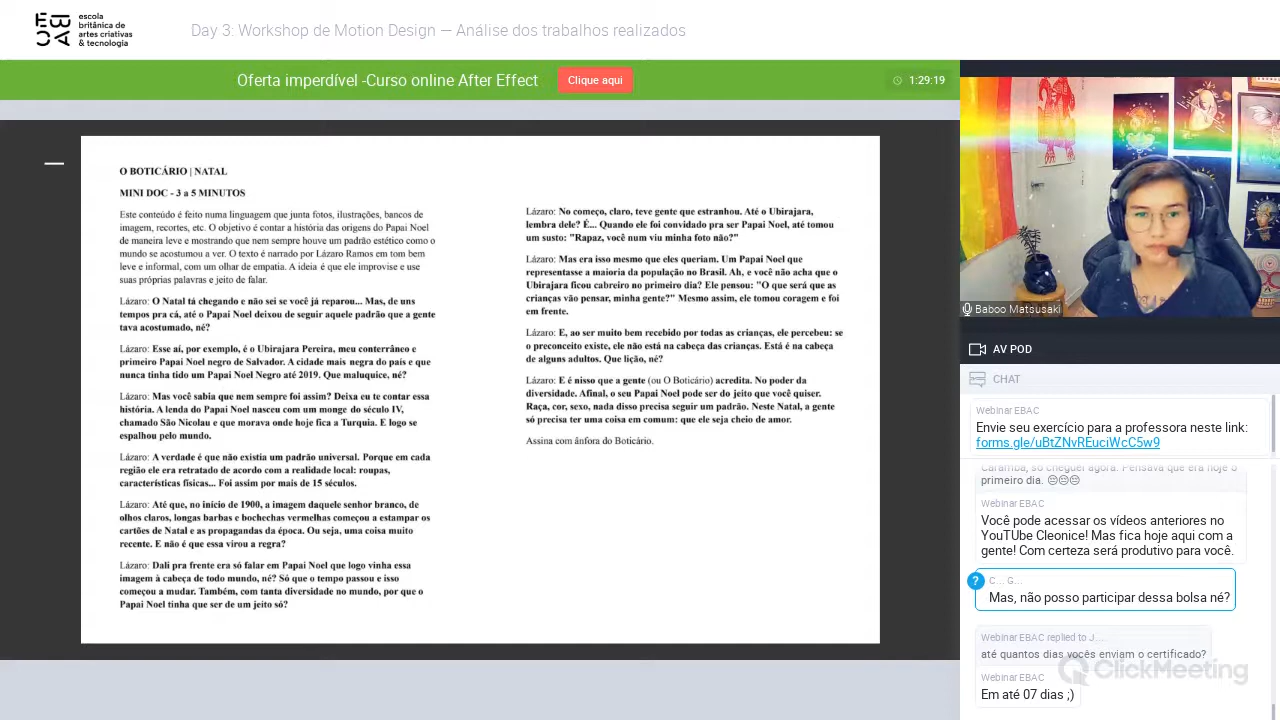 escola
britânica de
artes criativas
& tecnologia
EBAC
Day 3: Workshop de Motion Design — Análise dos trabalhos realizados
Oferta imperdível -Curso online After Effect
Clique aqui
1:29:19
O BOTICÁRIO | NATAL
MINI DOC - 3 a 5 MINUTOS
Este conteúdo é feito numa linguagem que junta fotos, ilustrações, bancos de
imagem, recortes, etc. O objetivo é contar a história das origens do Papai Noel
de maneira leve e mostrando que nem sempre houve um padrão estético como o
mundo se acostumou a ver. O texto é narrado por Lázaro Ramos em tom bem
leve e informal, com um olhar de empatia. A ideia é que ele improvise e use
suas próprias palavras e jeito de falar.
Lázaro: O Natal tá chegando e não sei se você já reparou... Mas, de uns
tempos pra cá, até o Papai Noel deixou de seguir aquele padrão que a gente
tava acostumado, né?
Lázaro: Esse aí, por exemplo, é o Ubirajara Pereira, meu conterrâneo e
primeiro Papai Noel negro de Salvador. A cidade mais negra do país e que
nunca tinha tido um Papai Noel Negro até 2019. Que maluquice, né?
Lázaro: Mas você sabia que nem sempre foi assim? Deixa eu te contar essa
história. A lenda do Papai Noel nasceu com um monge do século IV,
chamado São Nicolau e que morava onde hoje fica a Turquia. E logo se
espalhou pelo mundo.
Lázaro: A verdade é que não existia um padrão universal. Porque em cada
região ele era retratado de acordo com a realidade local: roupas,
características físicas... Foi assim por mais de 15 séculos.
Lázaro: Até que, no início de 1900, a imagem daquele senhor branco, de
olhos claros, longas barbas e bochechas vermelhas começou a estampar os
cartões de Natal e as propagandas da época. Ou seja, uma coisa muito
recente. E não é que essa virou a regra?
Lázaro: Dali pra frente era só falar em Papai Noel que logo vinha essa
imagem à cabeça de todo mundo, né? Só que o tempo passou e isso
começou a mudar. Também, com tanta diversidade no mundo, por que o
Papai Noel tinha que ser de um jeito só?
Lázaro: No começo, claro, teve gente que estranhou. Até o Ubirajara,
lembra dele? É... Quando ele foi convidado pra ser Papai Noel, até tomou
um susto: "Rapaz, você num viu minha foto não?"
Lázaro: Mas era isso mesmo que eles queriam. Um Papai Noel que
representasse a maioria da população no Brasil. Ah, e você não acha que o
Ubirajara ficou cabreiro no primeiro dia? Ele pensou: "O que será que as
crianças vão pensar, minha gente?" Mesmo assim, ele tomou coragem e foi
em frente.
Lázaro: E, ao ser muito bem recebido por todas as crianças, ele percebeu: se
o preconceito existe, ele não está na cabeça das crianças. Está é na cabeça
de alguns adultos. Que lição, né?
Lázaro: E é nisso que a gente (ou O Boticário) acredita. No poder da
diversidade. Afinal, o seu Papai Noel pode ser do jeito que você quiser.
Raça, cor, sexo, nada disso precisa seguir um padrão. Neste Natal, a gente
só precisa ter uma coisa em comum: que ele seja cheio de amor.
Assina com ânfora do Boticário.
Baboo Matsusaki
AV POD
CHAT
Webinar EBAC
Envie seu exercício para a professora neste link:
forms.gle/uBtZNvREuciWcC5w9
Caramba, só cheguei agora. Pensava que era hoje o
primeiro dia. 😔😔😔
Webinar EBAC
Você pode acessar os vídeos anteriores no
YouTUbe Cleonice! Mas fica hoje aqui com a
gente! Com certeza será produtivo para você.
?
C... G...
Mas, não posso participar dessa bolsa né?
Webinar EBAC replied to J....
até quantos dias vocês enviam o certificado?
ClickMeeting
Webinar EBAC
Em até 07 dias ;)